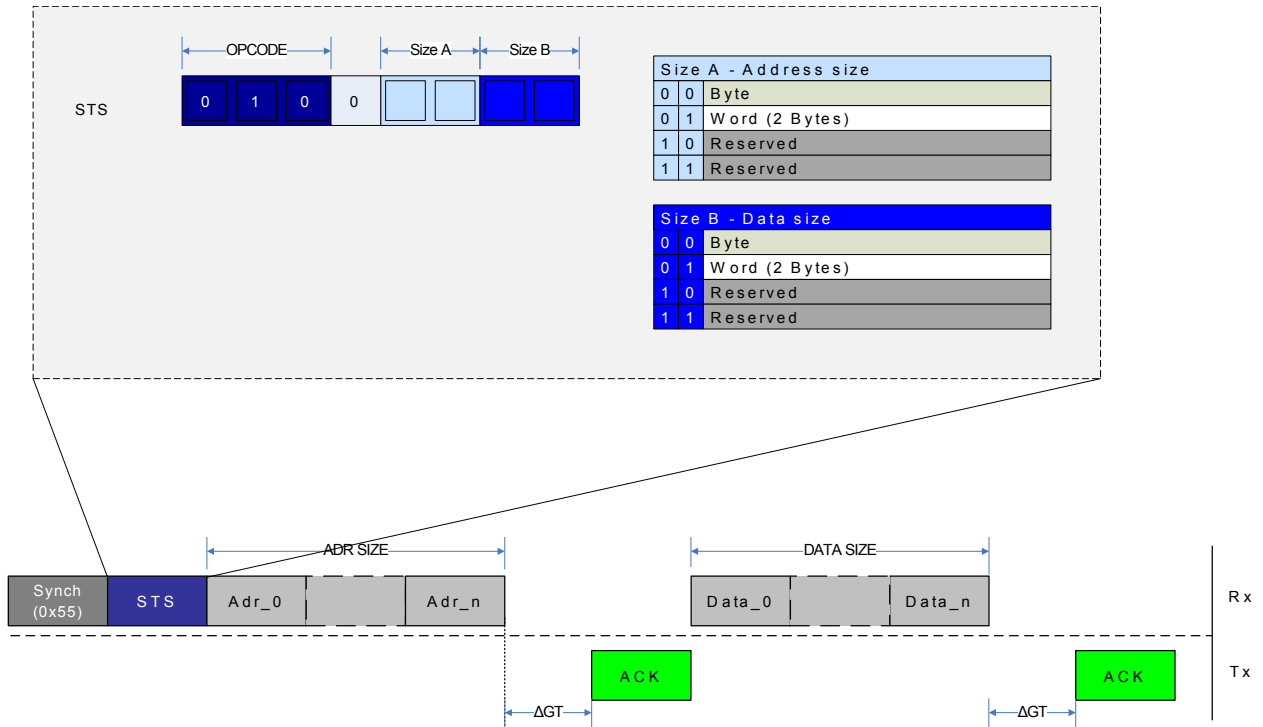 OPCODE Size A Size B
STS 0 1 0 0
Size A - Address size
0 0 Byte
0 1 Word (2 Bytes)
1 0 Reserved
1 1 Reserved
Size B - Data size
0 0 Byte
0 1 Word (2 Bytes)
1 0 Reserved
1 1 Reserved
ADR SIZE DATA SIZE
Synch
(0x55)
STS Adr_0 Adr_n Data_0 Data_n Rx
ACK ACK Tx
ΔGT ΔGT